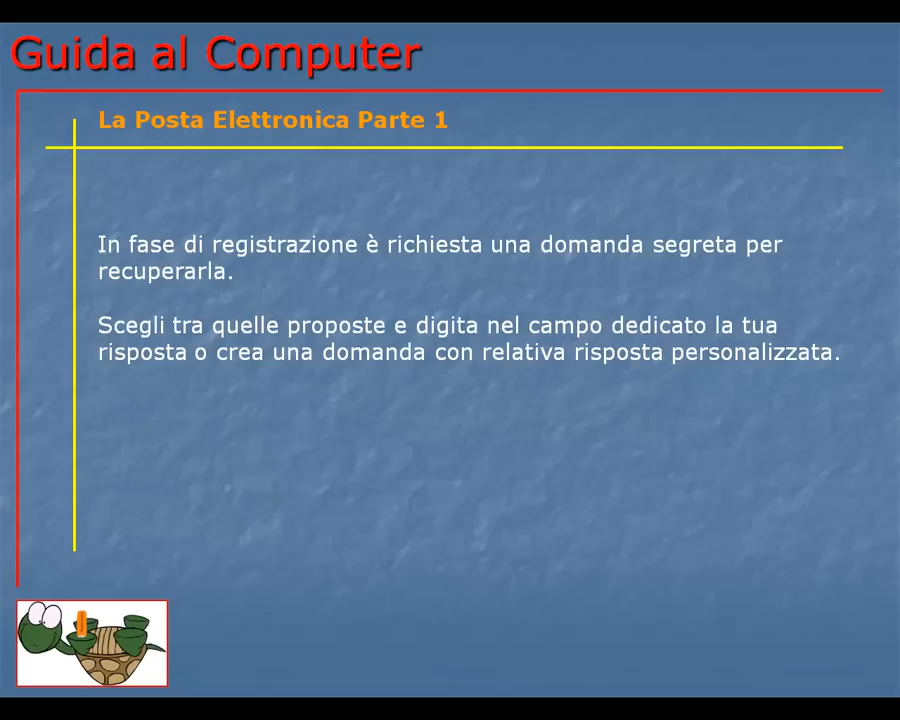 Guida al Computer
La Posta Elettronica Parte 1
In fase di registrazione è richiesta una domanda segreta per
recuperarla.
Scegli tra quelle proposte e digita nel campo dedicato la tua
risposta o crea una domanda con relativa risposta personalizzata.